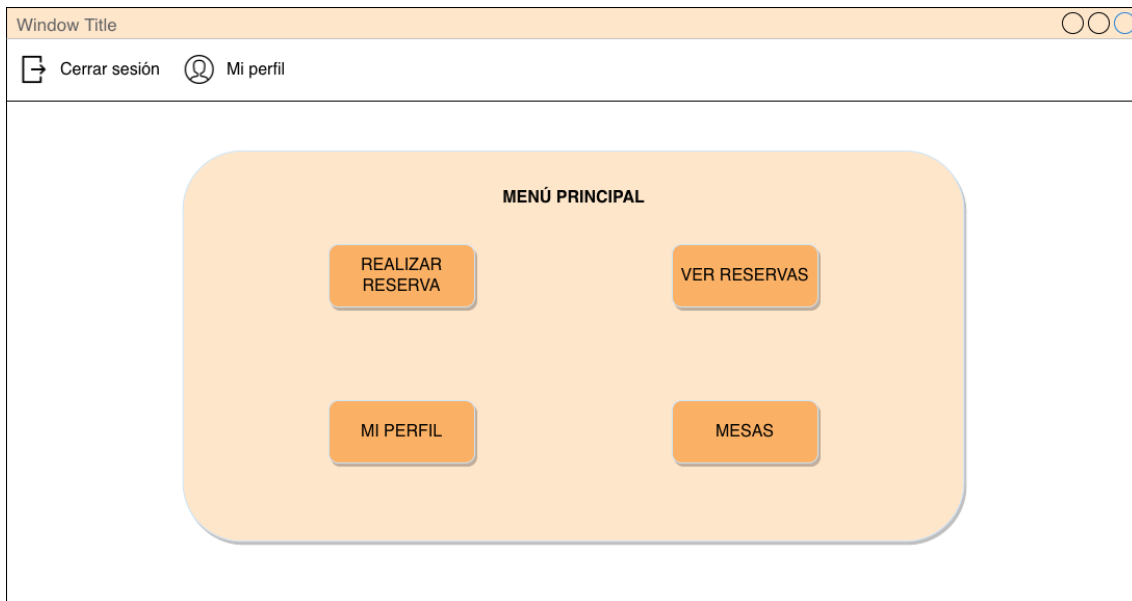 Window Title
Cerrar sesión
Mi perfil
MENÚ PRINCIPAL
REALIZAR
RESERVA
VER RESERVAS
MI PERFIL
MESAS